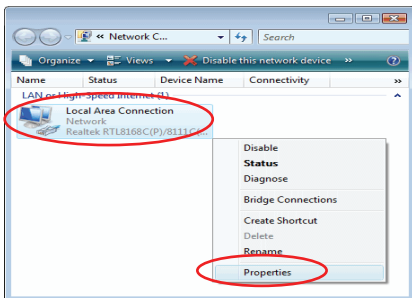 « Network C...
Search
Organize Views Disable this network device »
Name Status Device Name Connectivity »
LAN or High-Speed Internet (1)
Local Area Connection
Network
Realtek RTL8168C(P)/8111C(...
Disable
Status
Diagnose
Bridge Connections
Create Shortcut
Delete
Rename
Properties